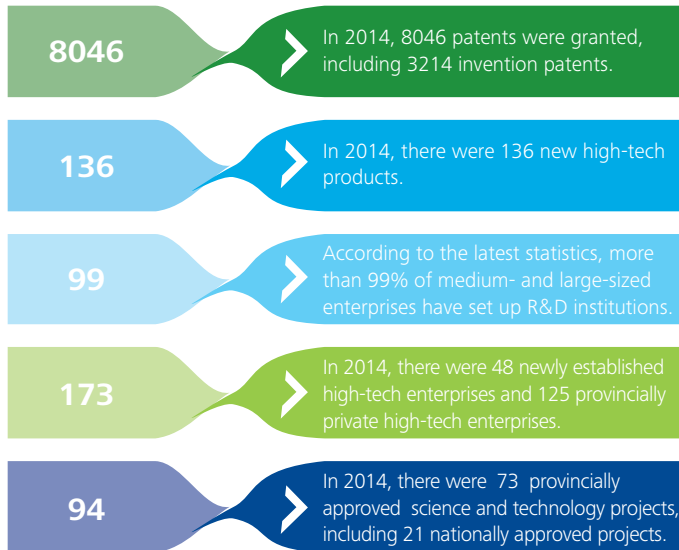 8046
In 2014, 8046 patents were granted,
including 3214 invention patents.
136
In 2014, there were 136 new high-tech
products.
99
According to the latest statistics, more
than 99% of medium- and large-sized
enterprises have set up R&D institutions.
173
In 2014, there were 48 newly established
high-tech enterprises and 125 provincially
private high-tech enterprises.
94
In 2014, there were 73 provincially
approved science and technology projects,
including 21 nationally approved projects.